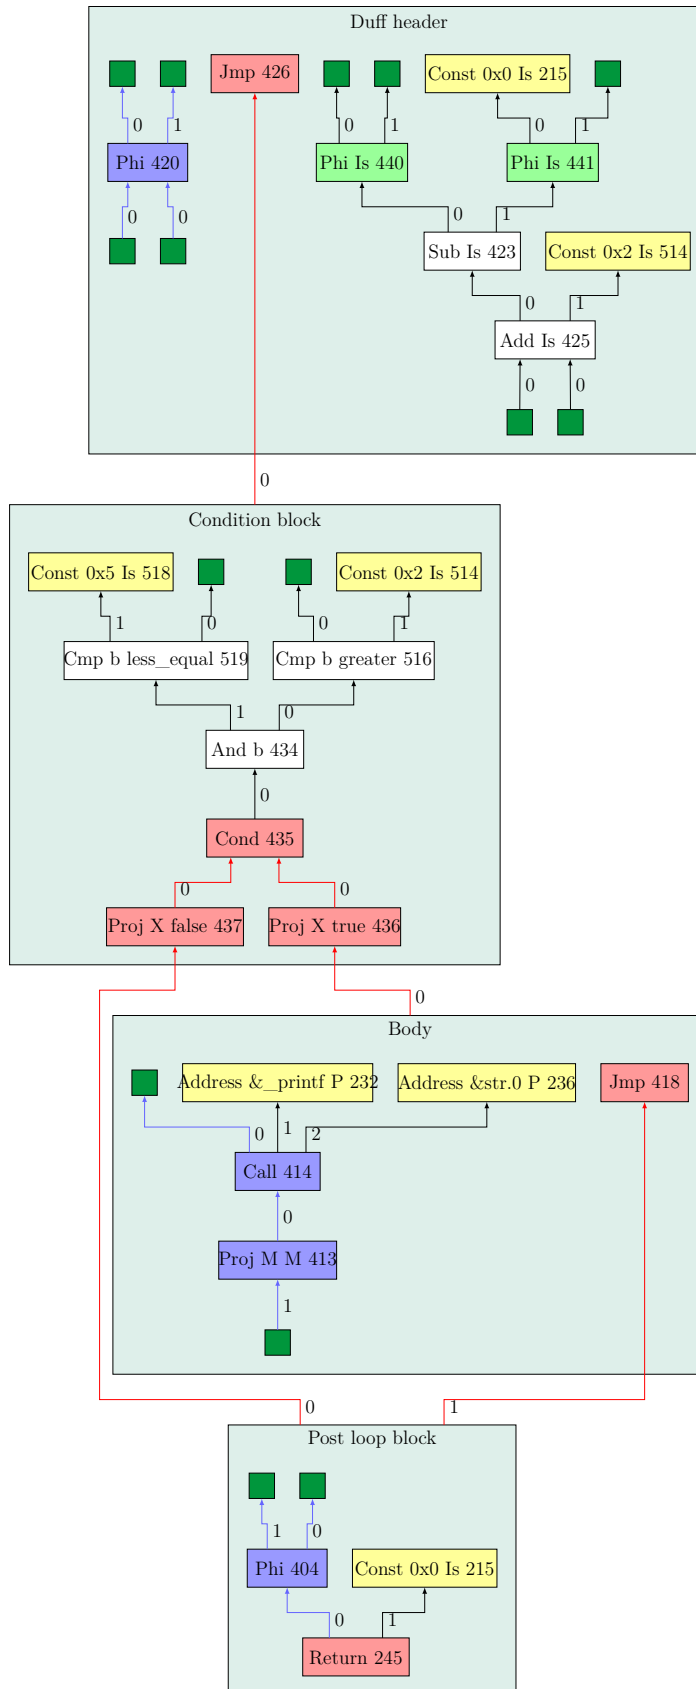 Duff header
Jmp 426
Const 0x0 Is 215
0
1
0
1
0
1
Phi 420
Phi Is 440
Phi Is 441
0
0
0
1
Sub Is 423
Const 0x2 Is 514
0
1
Add Is 425
0
0
0
Condition block
Const 0x5 Is 518
Const 0x2 Is 514
1
0
0
1
Cmp b less_equal 519
Cmp b greater 516
1
0
And b 434
0
Cond 435
0
0
Proj X false 437
Proj X true 436
0
Body
Address &_printf P 232
Address &str.0 P 236
Jmp 418
0
1
2
Call 414
0
Proj M M 413
1
0
1
Post loop block
1
0
Phi 404
Const 0x0 Is 215
0
1
Return 245